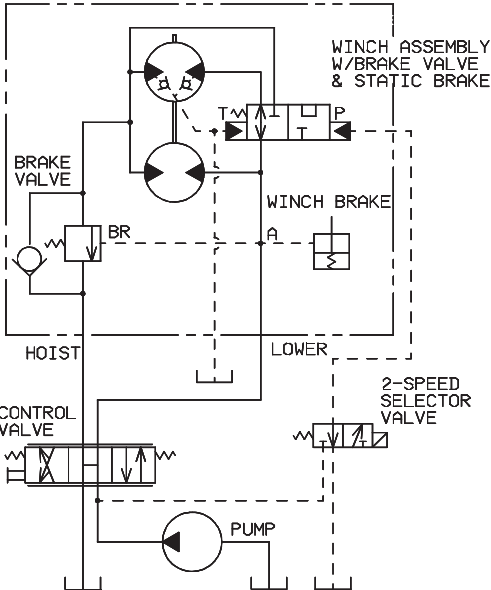 WINCH ASSEMBLY
W/BRAKE VALVE
& STATIC BRAKE
T
P
BRAKE
VALVE
BR
WINCH BRAKE
A
HOIST
LOWER
2-SPEED
SELECTOR
VALVE
CONTROL
VALVE
PUMP